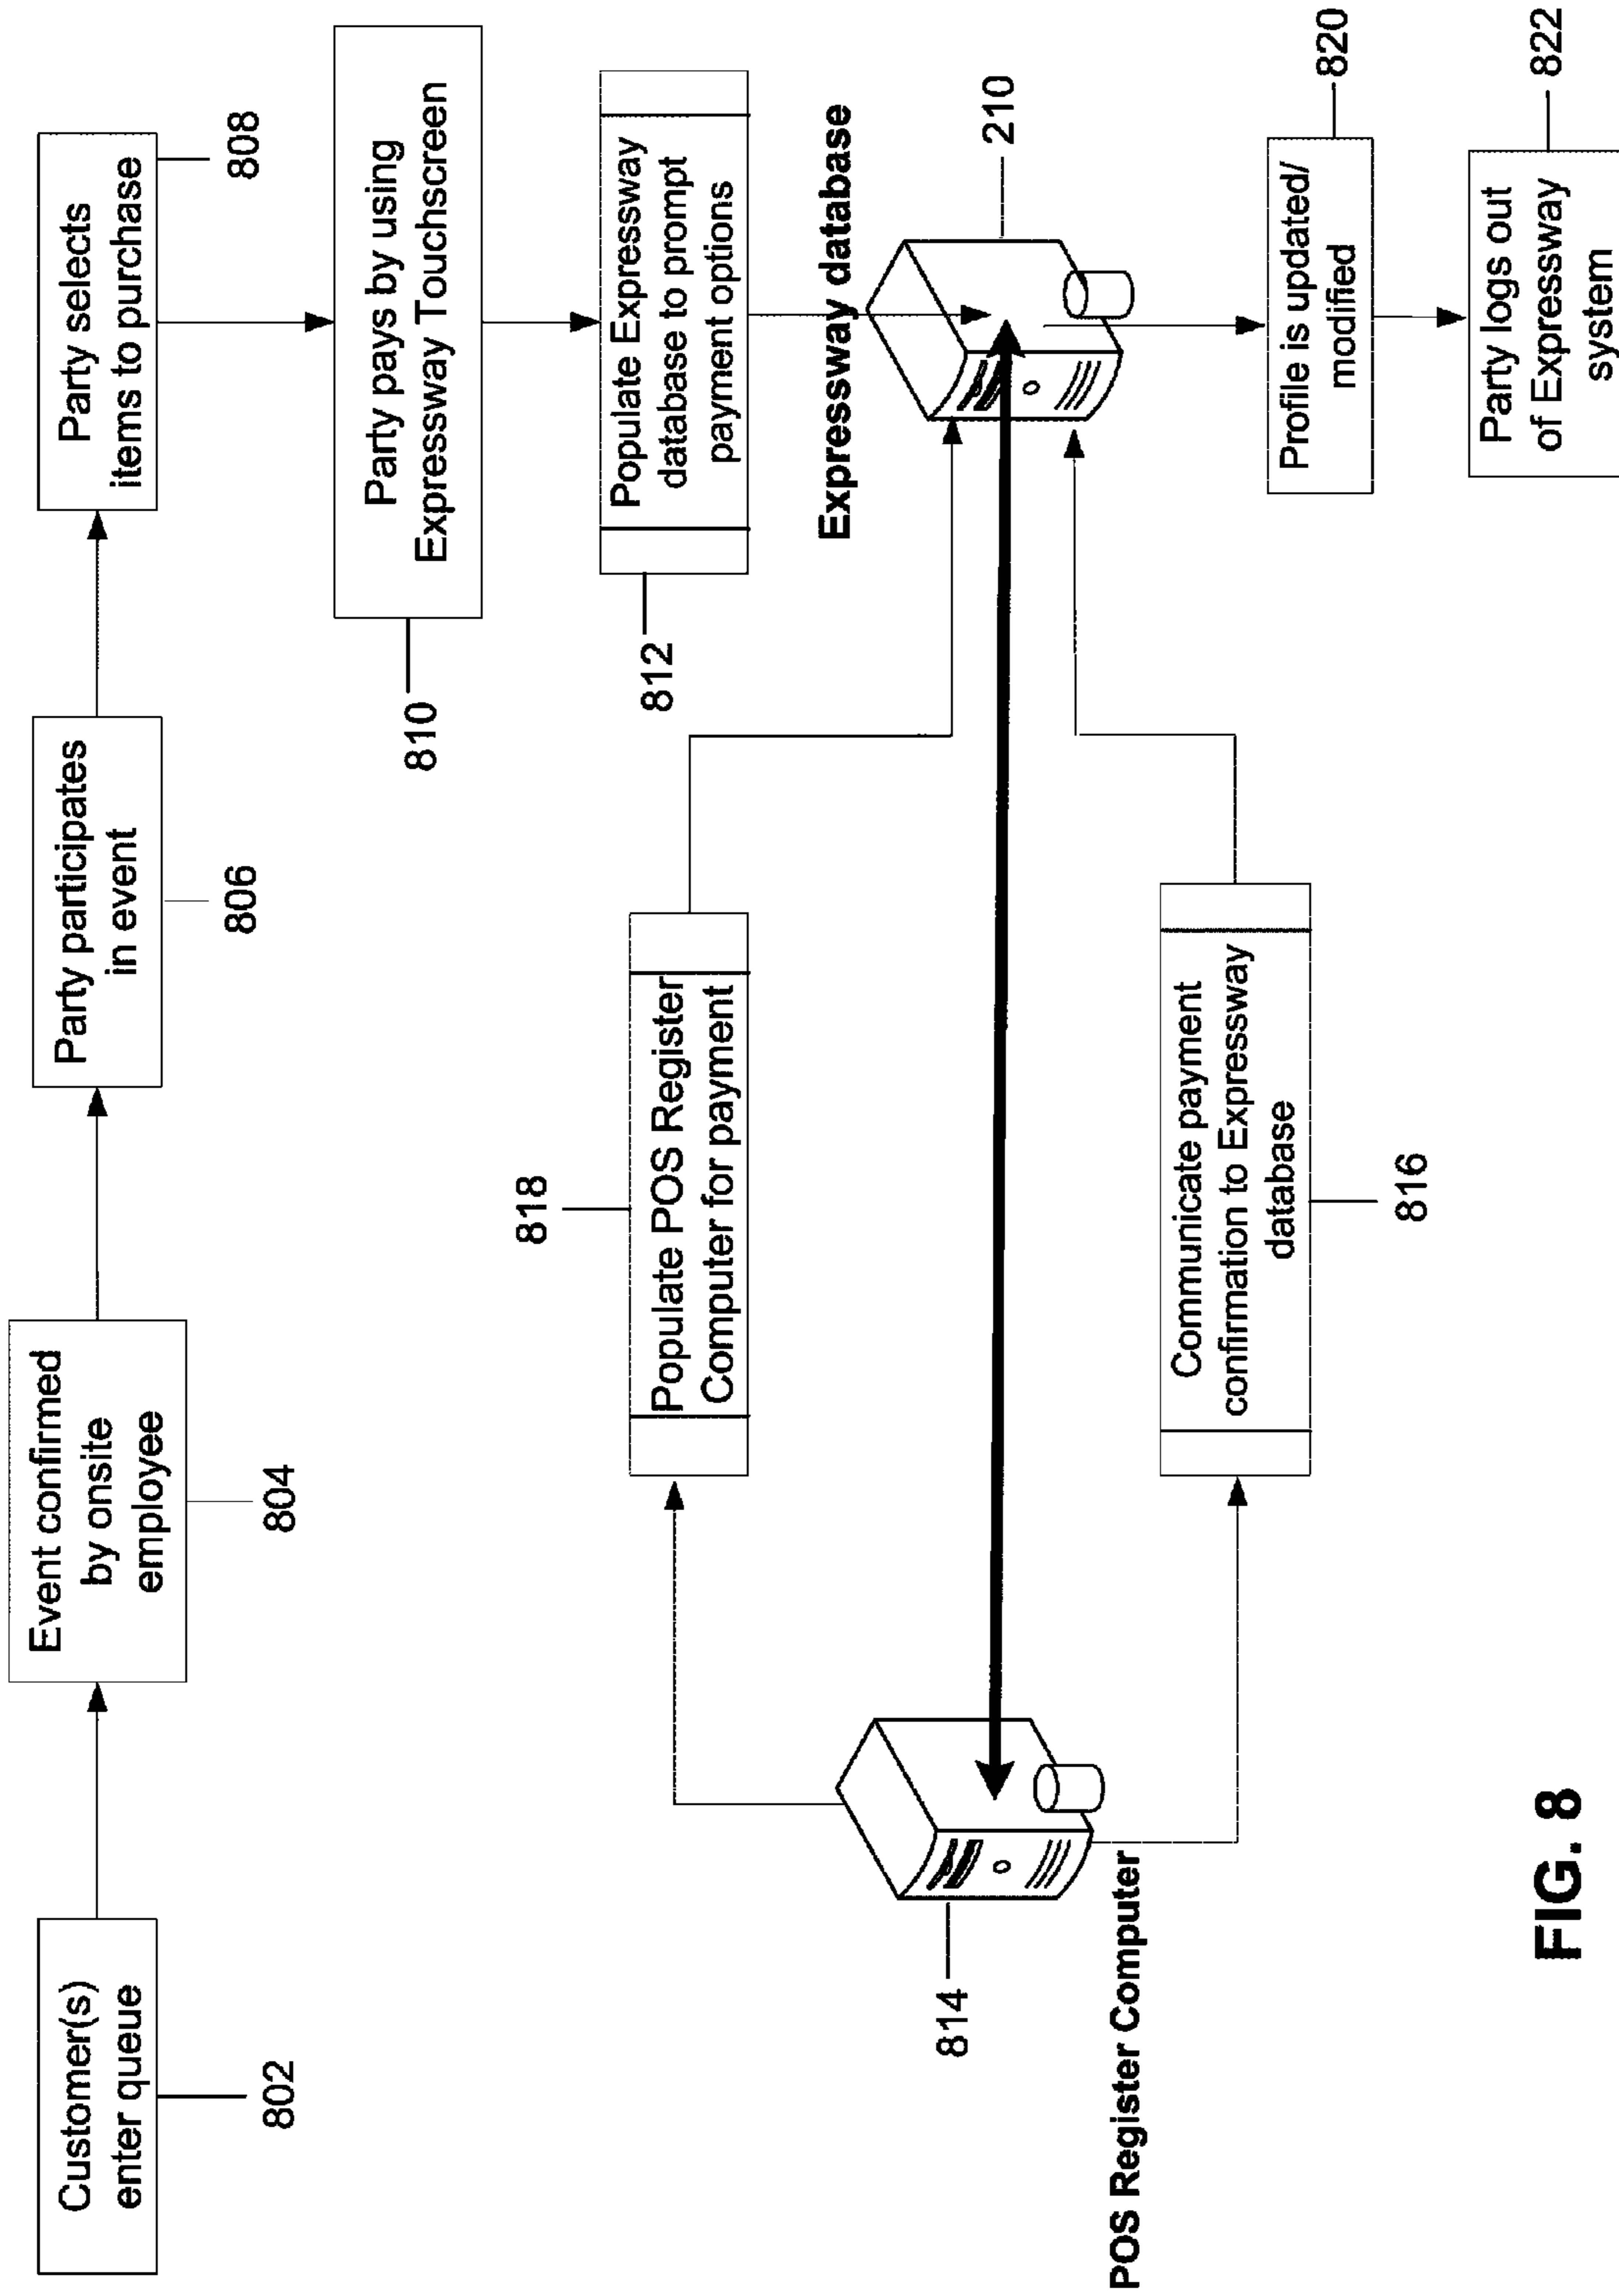 Customer(s)
enter queue
802
Event confirmed
by onsite
employee
804
Party participates
in event
806
Party selects
items to purchase
808
Party pays by using
Expressway Touchscreen
810
Populate Expressway
database to prompt
payment options
812
Expressway database
210
818
Populate POS Register
Computer for payment
814
POS Register Computer
Communicate payment
confirmation to Expressway
database
816
Profile is updated/
modified
820
Party logs out
of Expressway
system
822
FIG. 8